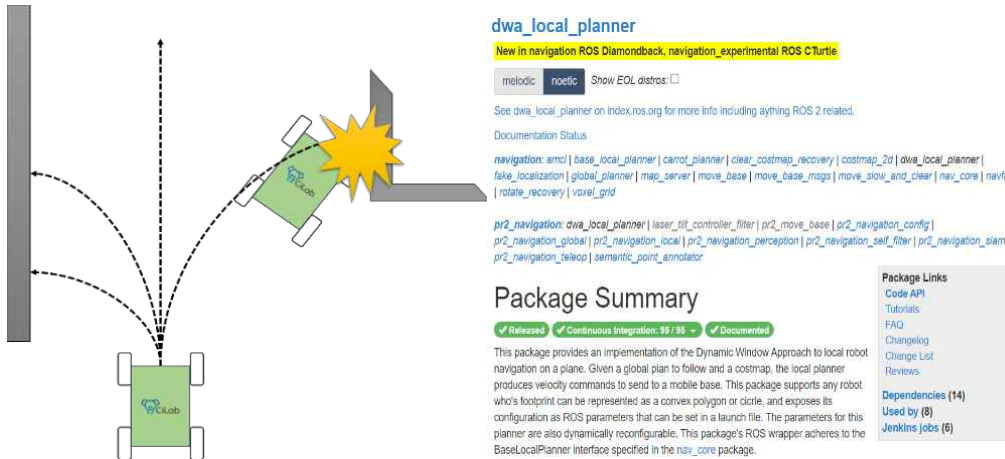 CiLab
CiLab
dwa_local_planner
New in navigation ROS Diamondback, navigation_experimental ROS CTurtle
melodic noetic Show EOL distros:
See dwa_local_planner on index.ros.org for more info including aything ROS 2 related.
Documentation Status
navigation: amcl | base_local_planner | carrot_planner | clear_costmap_recovery | costmap_2d | dwa_local_planner |
fake_localization | global_planner | map_server | move_base | move_base_msgs | move_slow_and_clear | nav_core | navf
| rotate_recovery | voxel_grid
pr2_navigation: dwa_local_planner | laser_tilt_controller_filter | pr2_move_base | pr2_navigation_config |
pr2_navigation_global | pr2_navigation_local | pr2_navigation_perception | pr2_navigation_self_filter | pr2_navigation_slam
pr2_navigation_teleop | semantic_point_annotator
Package Summary
Released Continuous Integration: 95 / 95 Documented
This package provides an implementation of the Dynamic Window Approach to local robot
navigation on a plane. Given a global plan to follow and a costmap, the local planner
produces velocity commands to send to a mobile base. This package supports any robot
who's footprint can be represented as a convex polygon or cicrle, and exposes its
configuration as ROS parameters that can be set in a launch file. The parameters for this
planner are also dynamically reconfigurable. This package's ROS wrapper adheres to the
BaseLocalPlanner interface specified in the nav_core package.
Package Links
Code API
Tutorials
FAQ
Changelog
Change List
Reviews
Dependencies (14)
Used by (8)
Jenkins jobs (6)